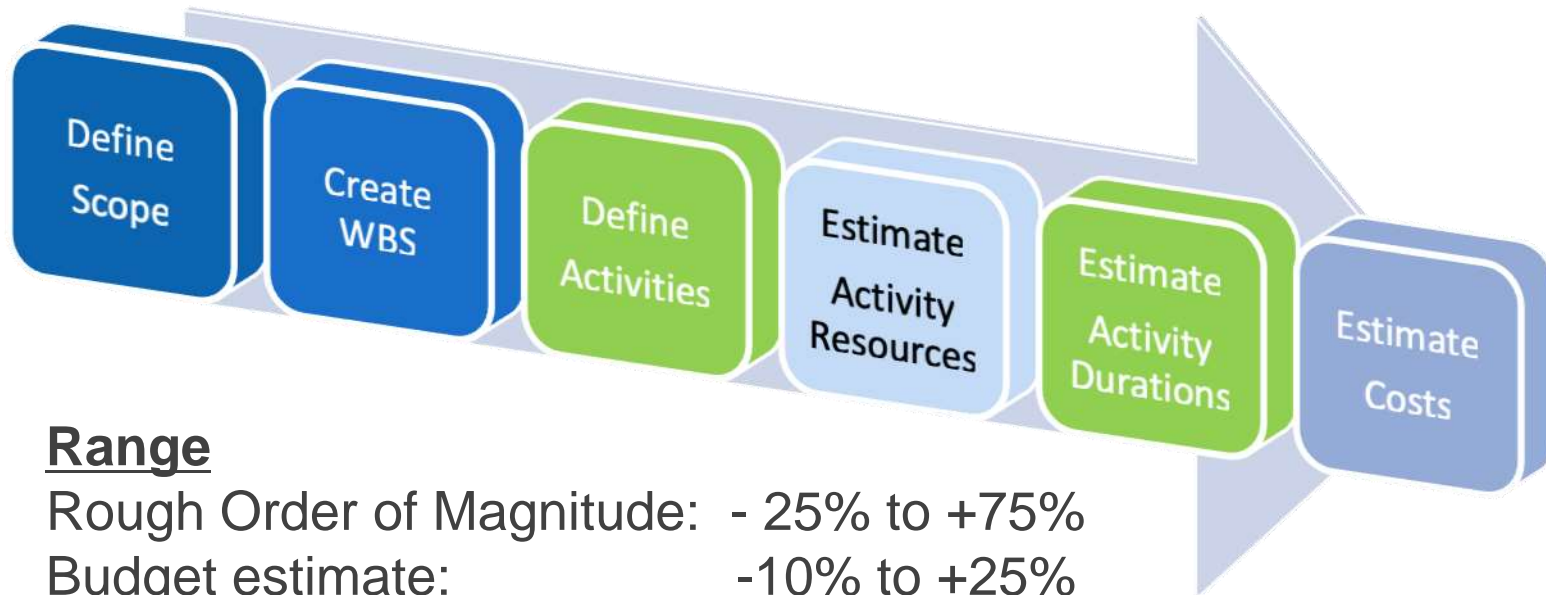 Define
Scope
Create
WBS
Define
Activities
Estimate
Activity
Resources
Estimate
Activity
Durations
Estimate
Costs
Range
Rough Order of Magnitude: - 25% to +75%
Budget estimate: -10% to +25%